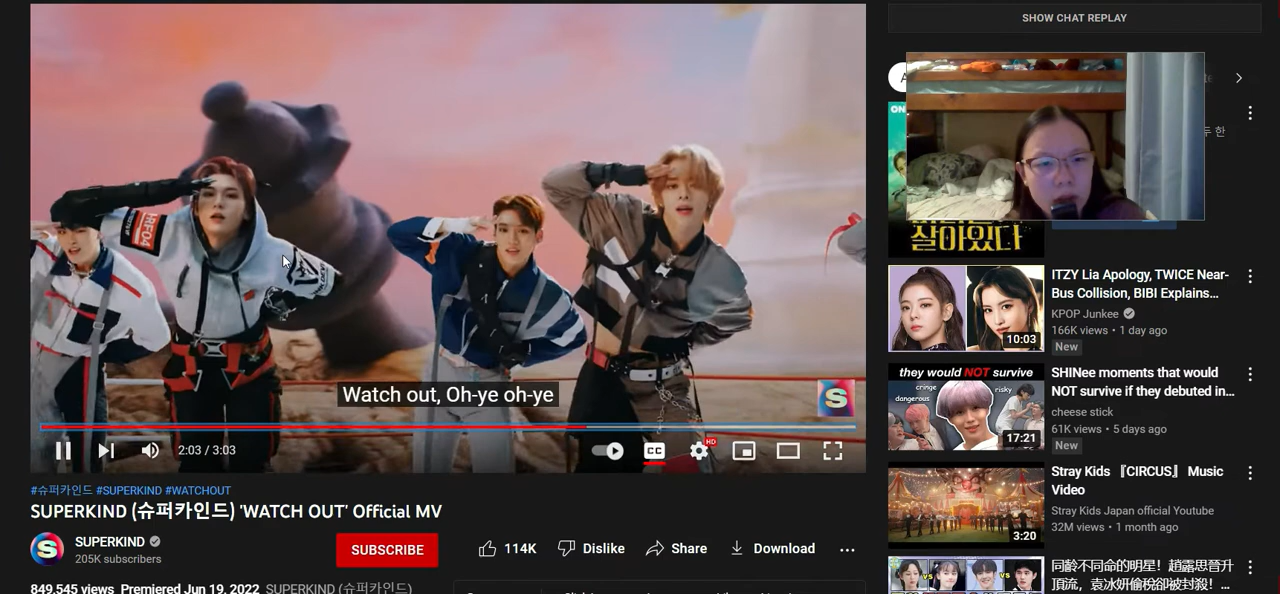 SHOW CHAT REPLAY
ON
두 한
살아있다
HRF04
Watch out, Oh-ye oh-ye
S
2:03 / 3:03
CC
HD
#슈퍼카인드 #SUPERKIND #WATCHOUT
SUPERKIND (슈퍼카인드) 'WATCH OUT' Official MV
S
SUPERKIND
205K subscribers
SUBSCRIBE
114K
Dislike
Share
Download
849,545 views Premiered Jun 19, 2022 SUPERKIND (슈퍼카인드)
10:03
ITZY Lia Apology, TWICE Near-
Bus Collision, BIBI Explains...
KPOP Junkee
166K views • 1 day ago
New
they would NOT survive
cringe
risky
dangerous
17:21
SHINee moments that would
NOT survive if they debuted in...
cheese stick
61K views • 5 days ago
New
3:20
Stray Kids 『CIRCUS』 Music
Video
Stray Kids Japan official Youtube
32M views • 1 month ago
vs
vs
同齡不同命的明星！趙露思晉升
頂流，袁冰妍偷稅卻被封殺！...